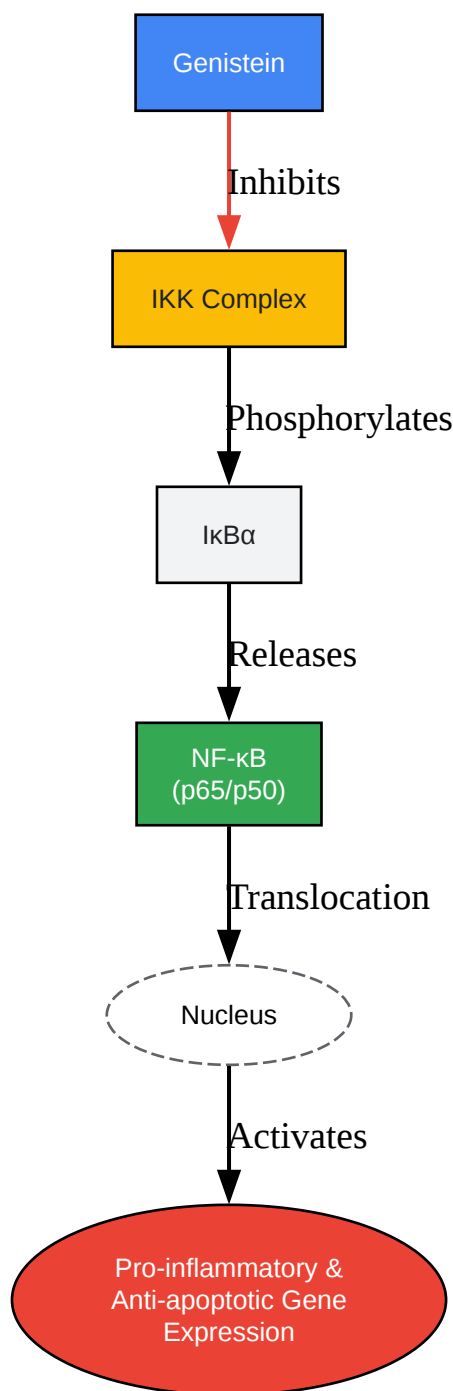 Genistein
Inhibits
IKK Complex
Phosphorylates
IκBα
Releases
NF-κB
(p65/p50)
Translocation
Nucleus
Activates
Pro-inflammatory &
Anti-apoptotic Gene
Expression